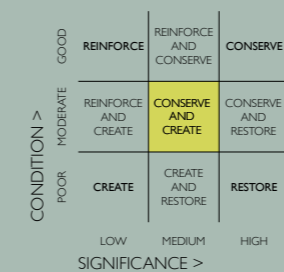 CONDITION >
GOOD
REINFORCE
REINFORCE
AND
CONSERVE
CONSERVE
MODERATE
REINFORCE
AND
CREATE
CONSERVE
AND
CREATE
CONSERVE
AND
RESTORE
POOR
CREATE
CREATE
AND
RESTORE
RESTORE
LOW
MEDIUM
HIGH
SIGNIFICANCE >